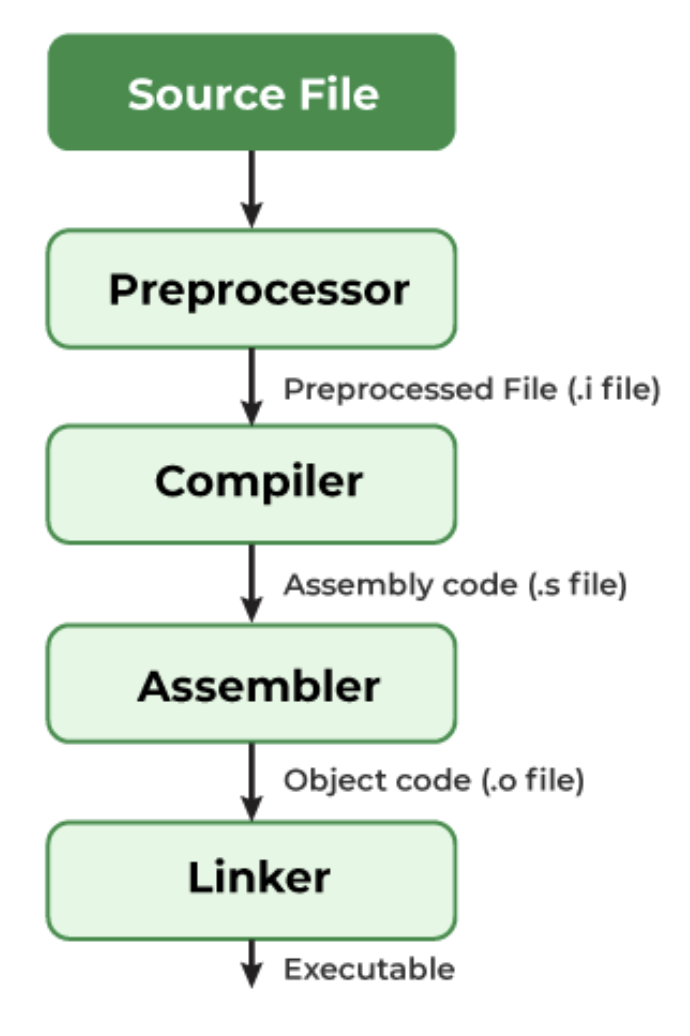 Source File
Preprocessor
Preprocessed File (.i file)
Compiler
Assembly code (.s file)
Assembler
Object code (.o file)
Linker
Executable